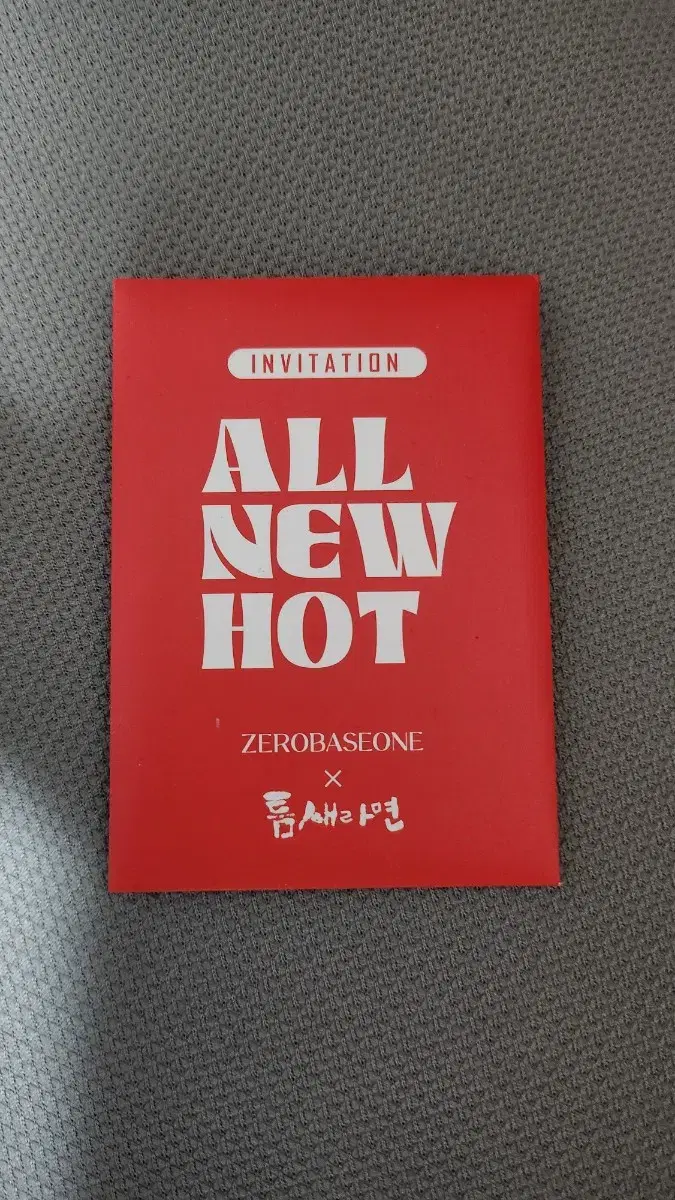 INVITATION
ALL
NEW
HOT
ZEROBASEONE
×
틈새라면